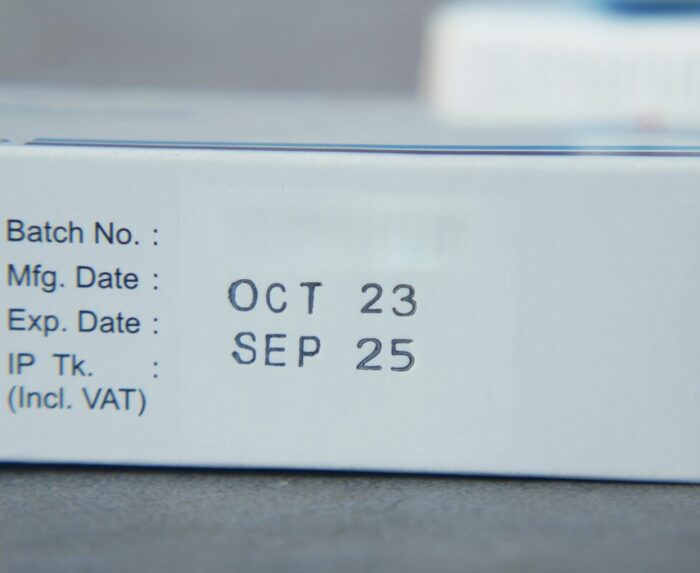 Batch No. :
Mfg. Date : OCT 23
Exp. Date : SEP 25
IP Tk. :
(Incl. VAT)